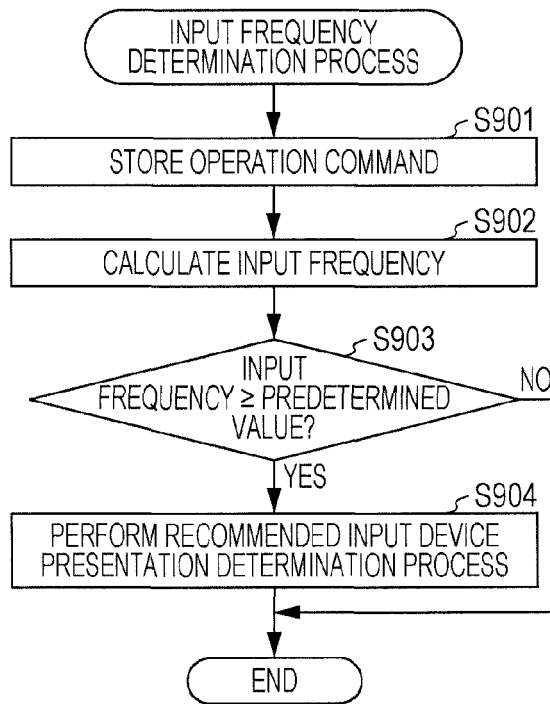 INPUT FREQUENCY
DETERMINATION PROCESS
S901
STORE OPERATION COMMAND
S902
CALCULATE INPUT FREQUENCY
S903
INPUT
FREQUENCY ≥ PREDETERMINED
VALUE?
NO
YES
S904
PERFORM RECOMMENDED INPUT DEVICE
PRESENTATION DETERMINATION PROCESS
END